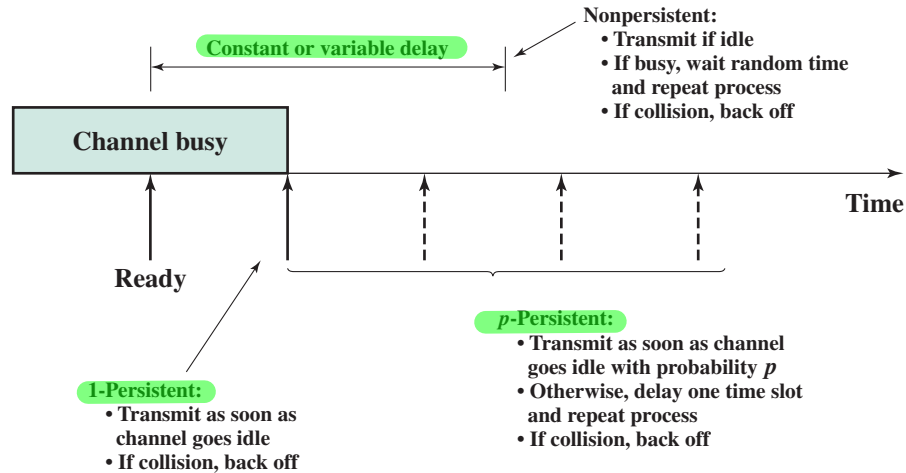 Nonpersistent:
• Transmit if idle
• If busy, wait random time
and repeat process
• If collision, back off
Constant or variable delay
Channel busy
Time
Ready
p-Persistent:
• Transmit as soon as channel
goes idle with probability p
• Otherwise, delay one time slot
and repeat process
• If collision, back off
1-Persistent:
• Transmit as soon as
channel goes idle
• If collision, back off